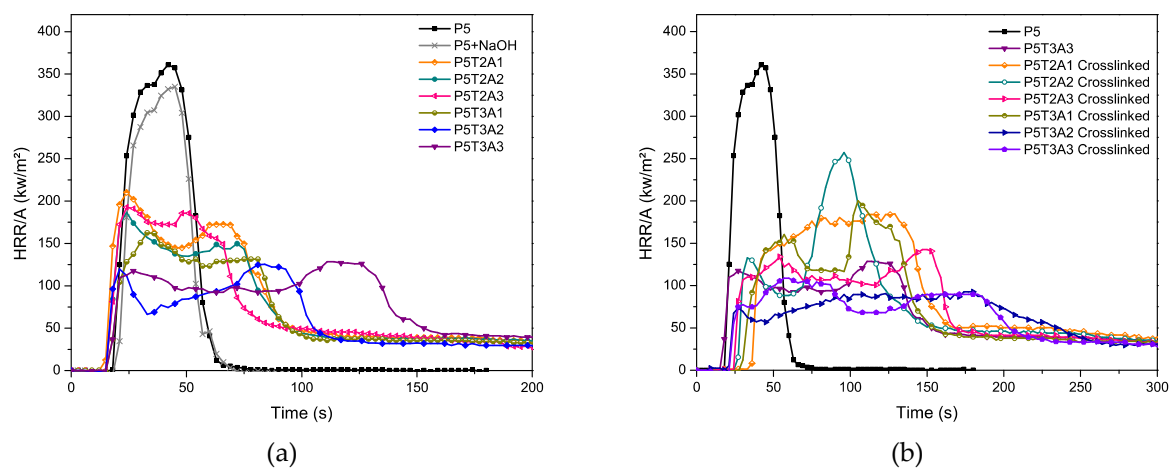 400
350
300
250
200
150
100
50
0
HRR/A (kw/m²)
0 50 100 150 200
Time (s)
P5
P5+NaOH
P5T2A1
P5T2A2
P5T2A3
P5T3A1
P5T3A2
P5T3A3
(a)
400
350
300
250
200
150
100
50
0
HRR/A (kw/m²)
0 50 100 150 200 250 300
Time (s)
P5
P5T3A3
P5T2A1 Crosslinked
P5T2A2 Crosslinked
P5T2A3 Crosslinked
P5T3A1 Crosslinked
P5T3A2 Crosslinked
P5T3A3 Crosslinked
(b)